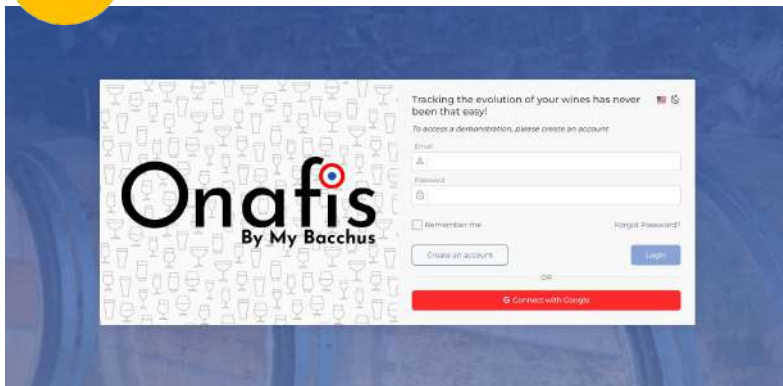 Onafis
By My Bacchus
Tracking the evolution of your wines has never
been that easy!
To access a demonstration, please create an account
Email
Password
Remember me
Forgot Password?
Create an account
Login
OR
G Connect with Google